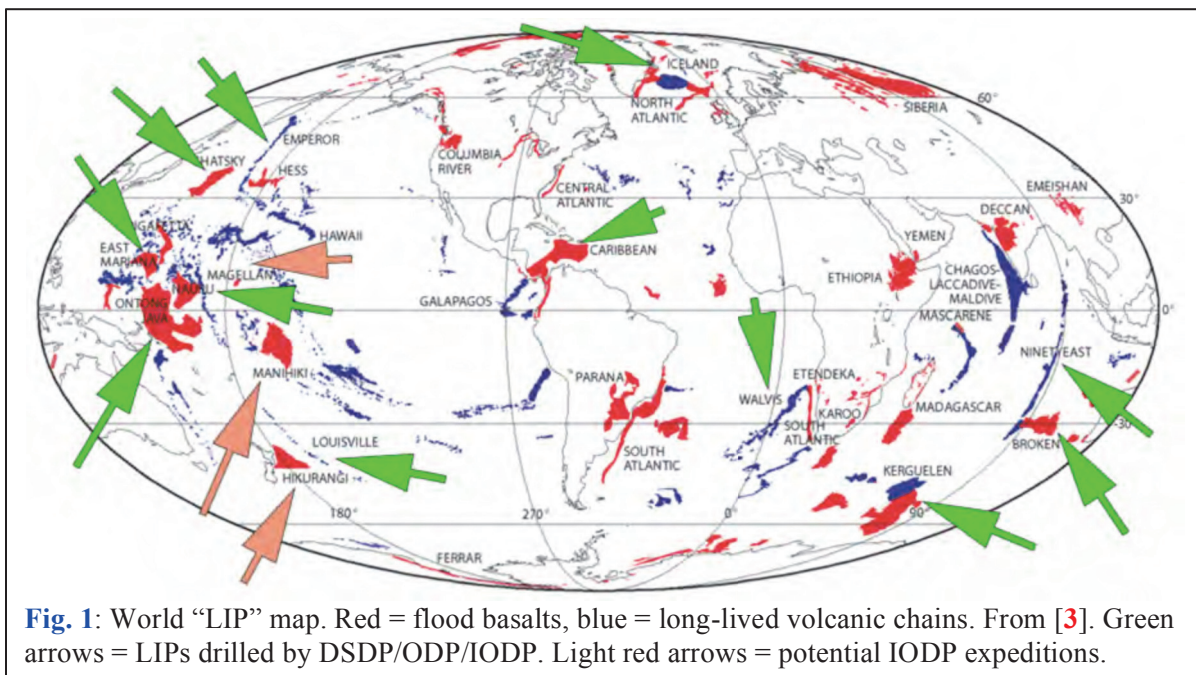 ICELAND
NORTH
ATLANTIC
SIBERIA
60°
EMPEROR
HATSKY
HESS
COLUMBIA
RIVER
CENTRAL
ATLANTIC
EMEISHAN
30°
DECCAN
EAST
MARIANA
HAWAII
CARIBBEAN
YEMEN
MAGELLAN
NAURU
ETHIOPIA
CHAGOS-
LACCADIVE-
MALDIVE
GALAPAGOS
ONTONG
JAVA
0°
MASCARENE
MANIHIKI
NINETYEAST
PARANA
ETENDEKA
WALVIS
KAROO
MADAGASCAR
SOUTH
ATLANTIC
-30
LOUISVILLE
BROKEN
SOUTH
ATLANTIC
HIKURANGI
KERGUELEN
180°
270°
0°
90°
FERRAR
Fig. 1: World “LIP” map. Red = flood basalts, blue = long-lived volcanic chains. From [3]. Green
arrows = LIPs drilled by DSDP/ODP/IODP. Light red arrows = potential IODP expeditions.